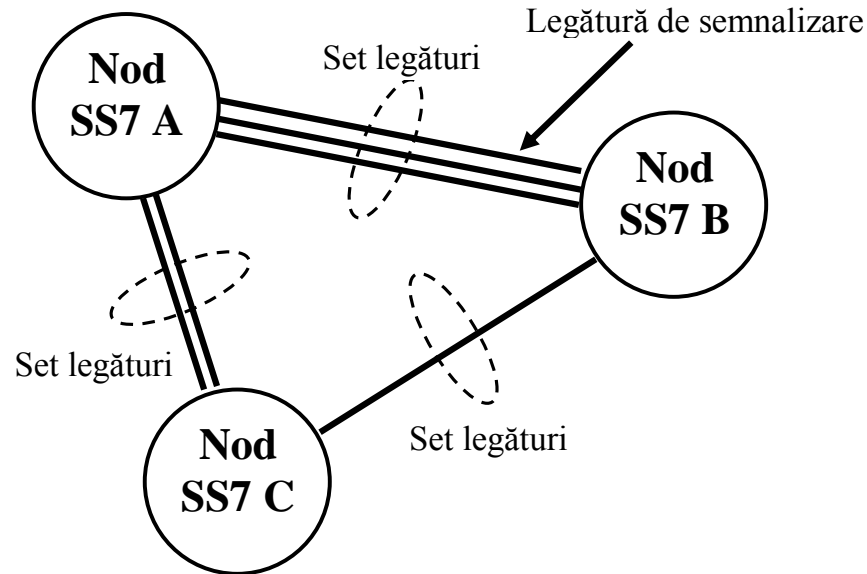 Legătură de semnalizare
Set legături
Nod
SS7 A
Nod
SS7 B
Set legături
Set legături
Nod
SS7 C